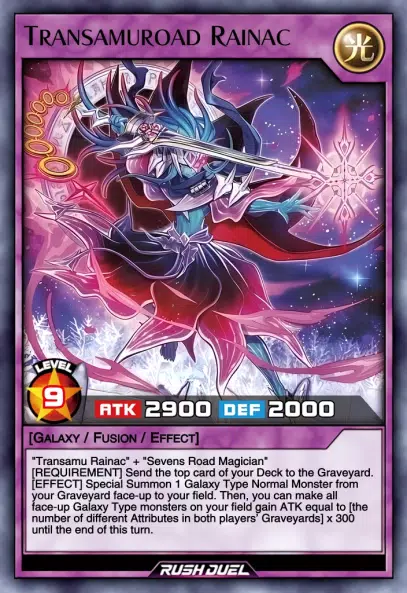 TRANSAMUROAD RAINAC
光
LEVEL
9
ATK 2900 DEF 2000
[GALAXY / FUSION / EFFECT]
"Transamu Rainac" + "Sevens Road Magician"
[REQUIREMENT] Send the top card of your Deck to the Graveyard.
[EFFECT] Special Summon 1 Galaxy Type Normal Monster from
your Graveyard face-up to your field. Then, you can make all
face-up Galaxy Type monsters on your field gain ATK equal to [the
number of different Attributes in both players' Graveyards] x 300
until the end of this turn.
RUSH DUEL